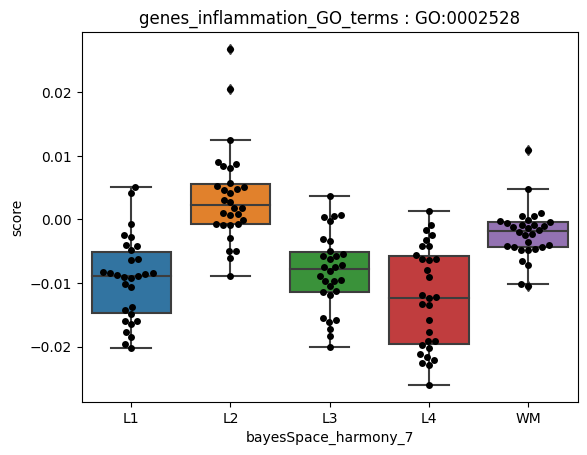 genes_inflammation_GO_terms : GO:0002528
score
0.02
0.01
0.00
−0.01
−0.02
L1 L2 L3 L4 WM
bayesSpace_harmony_7